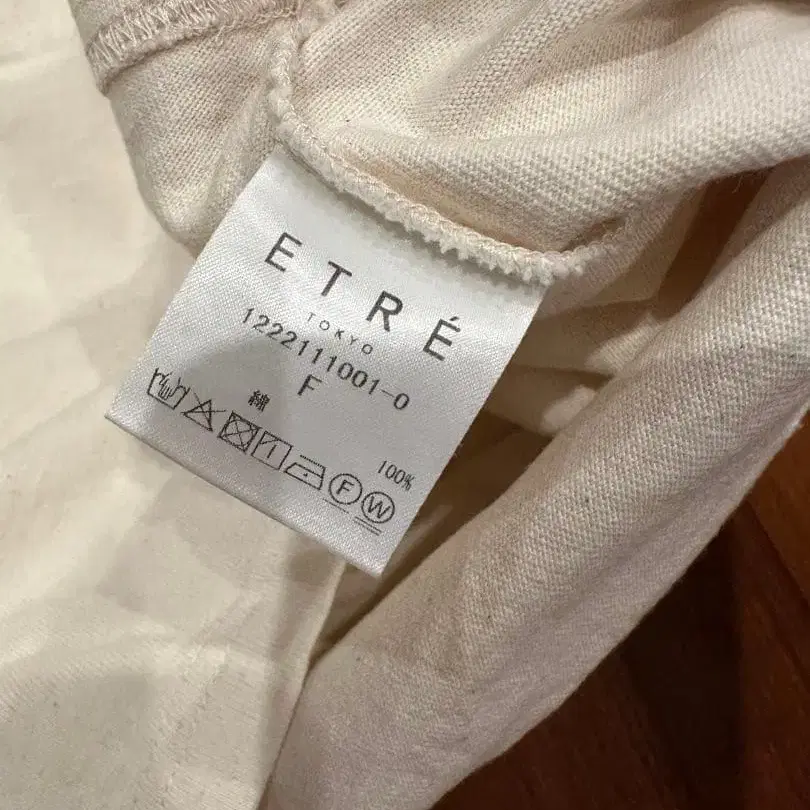 ETRÉ
TOKYO
1222111001-0
F
綿 100%
F W